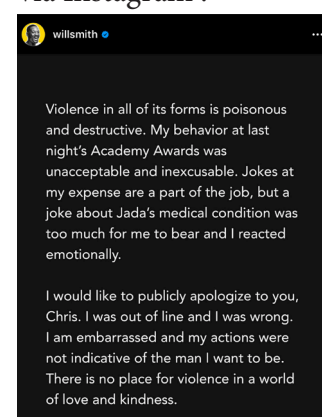 via Instagram .
willsmith
Violence in all of its forms is poisonous
and destructive. My behavior at last
night's Academy Awards was
unacceptable and inexcusable. Jokes at
my expense are a part of the job, but a
joke about Jada's medical condition was
too much for me to bear and I reacted
emotionally.
I would like to publicly apologize to you,
Chris. I was out of line and I was wrong.
I am embarrassed and my actions were
not indicative of the man I want to be.
There is no place for violence in a world
of love and kindness.